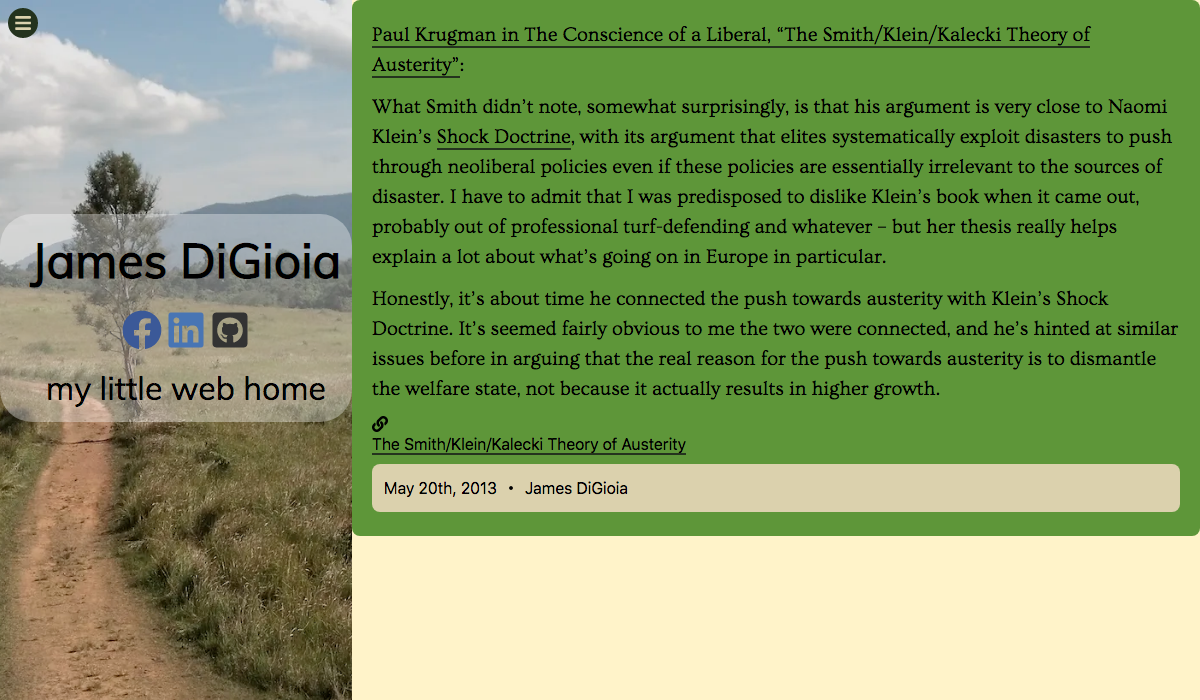 James DiGioia
my little web home
Paul Krugman in The Conscience of a Liberal, “The Smith/Klein/Kalecki Theory of
Austerity”:
What Smith didn’t note, somewhat surprisingly, is that his argument is very close to Naomi
Klein’s Shock Doctrine, with its argument that elites systematically exploit disasters to push
through neoliberal policies even if these policies are essentially irrelevant to the sources of
disaster. I have to admit that I was predisposed to dislike Klein’s book when it came out,
probably out of professional turf-defending and whatever – but her thesis really helps
explain a lot about what’s going on in Europe in particular.
Honestly, it’s about time he connected the push towards austerity with Klein’s Shock
Doctrine. It’s seemed fairly obvious to me the two were connected, and he’s hinted at similar
issues before in arguing that the real reason for the push towards austerity is to dismantle
the welfare state, not because it actually results in higher growth.
The Smith/Klein/Kalecki Theory of Austerity
May 20th, 2013 • James DiGioia